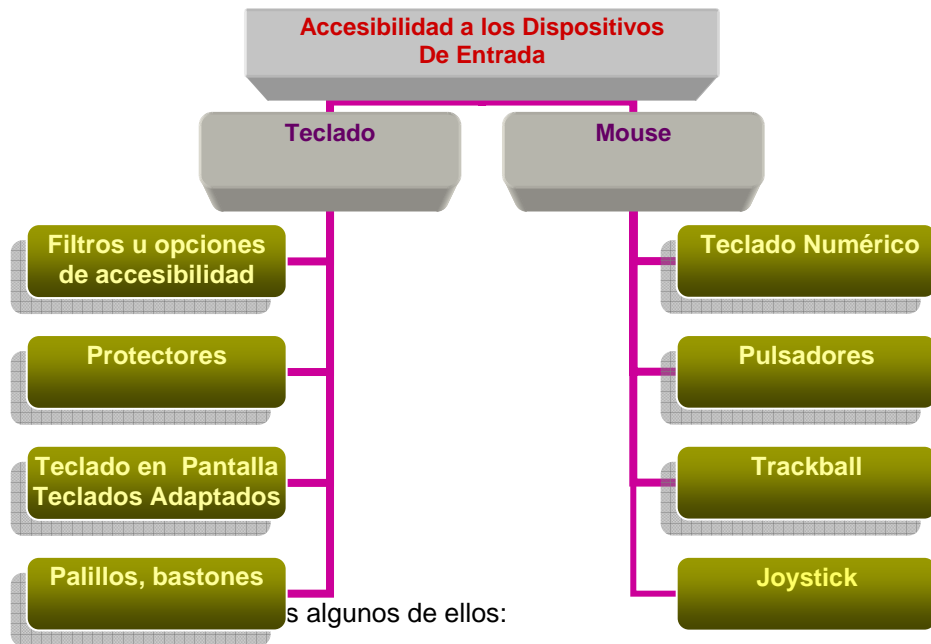 Accesibilidad a los Dispositivos
De Entrada
Teclado
Mouse
Filtros u opciones
de accesibilidad
Protectores
Teclado en Pantalla
Teclados Adaptados
Palillos, bastones
Teclado Numérico
Pulsadores
Trackball
Joystick
algunos de ellos: